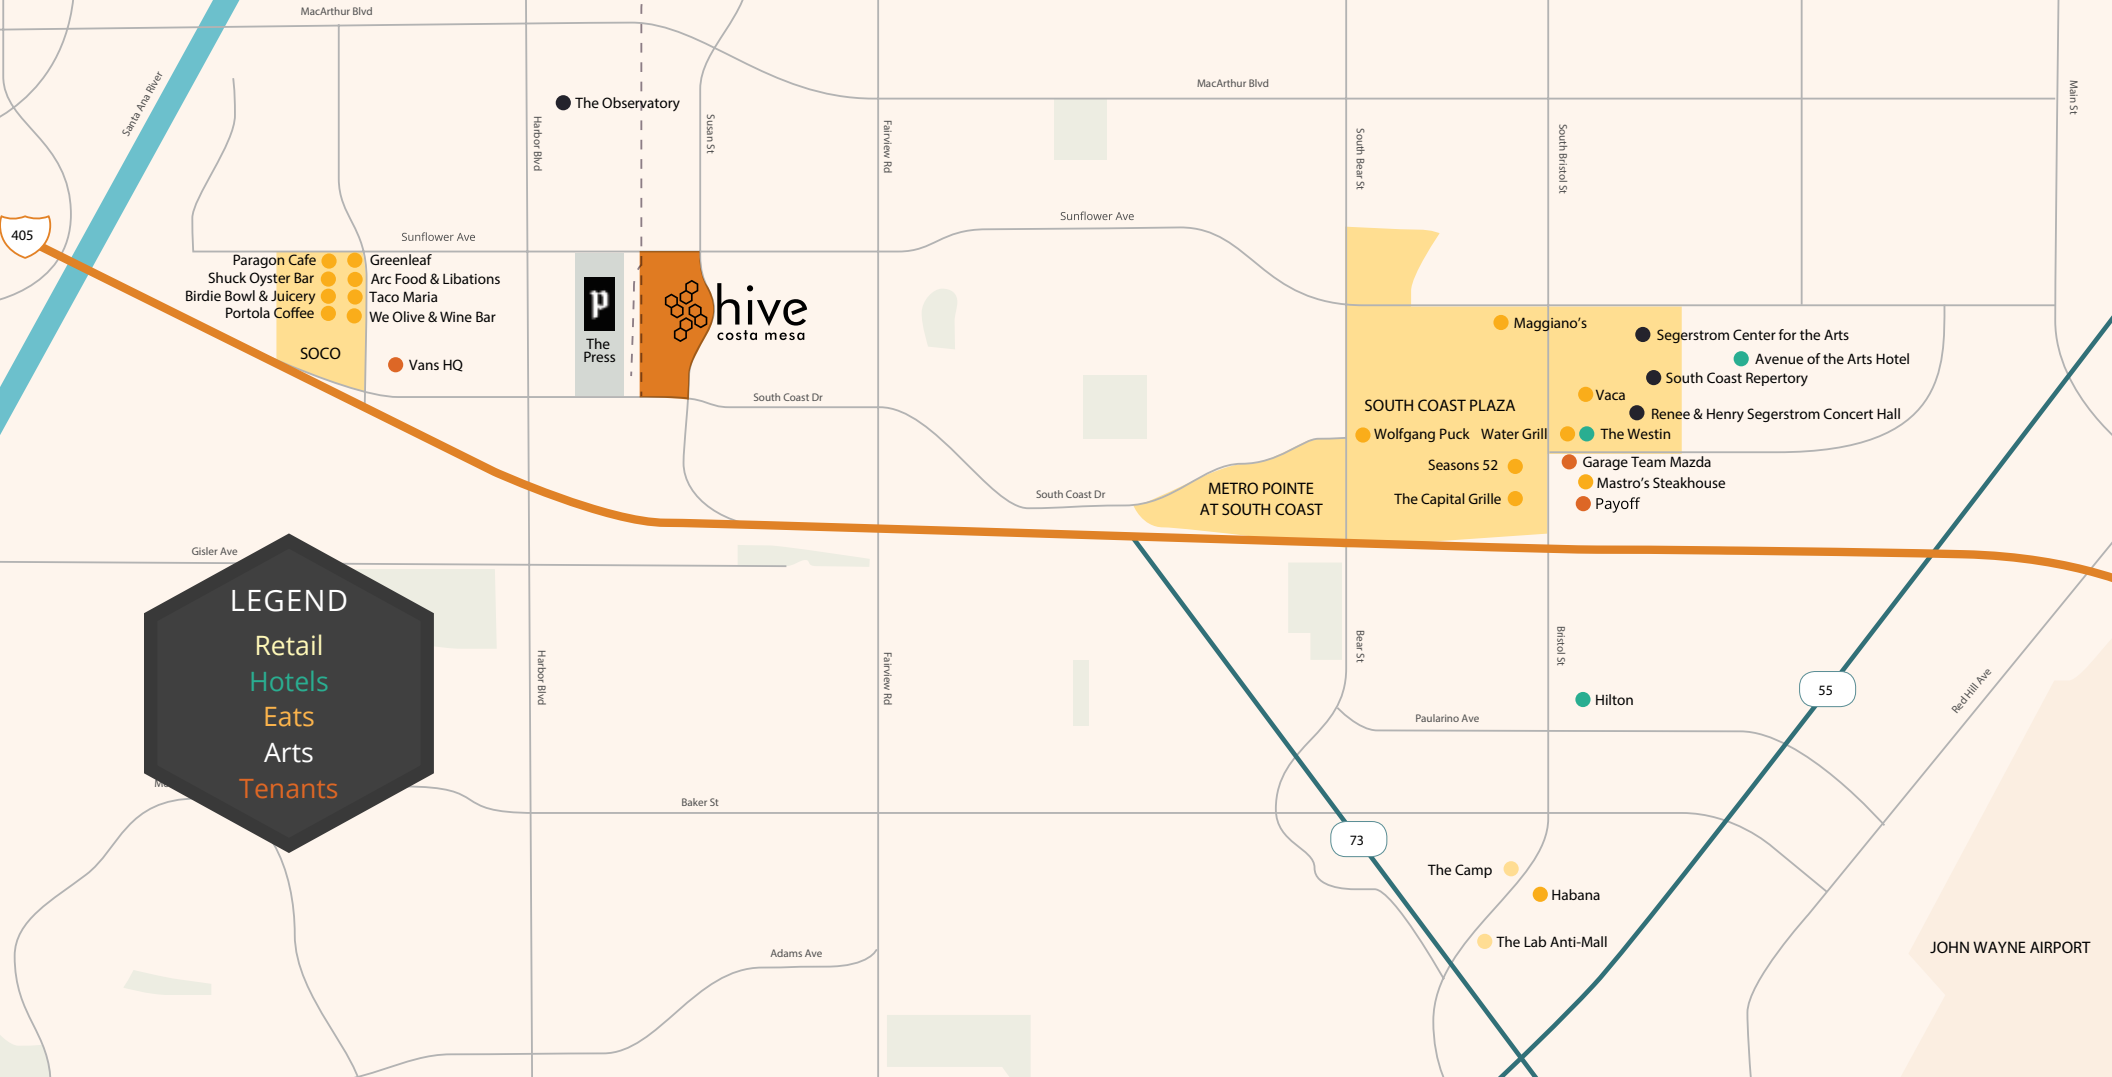 MacArthur Blvd
Santa Ana River
The Observatory
Harbor Blvd
Susan St
Fairview Rd
MacArthur Blvd
South Bear St
South Bristol St
Main St
405
Sunflower Ave
Sunflower Ave
Paragon Cafe
Greenleaf
Shuck Oyster Bar
Arc Food & Libations
Birdie Bowl & Juicery
Taco Maria
Portola Coffee
We Olive & Wine Bar
SOCO
Vans HQ
p
The
Press
hive
costa mesa
South Coast Dr
South Coast Dr
Maggiano's
Segerstrom Center for the Arts
Avenue of the Arts Hotel
South Coast Repertory
Vaca
SOUTH COAST PLAZA
Renee & Henry Segerstrom Concert Hall
Wolfgang Puck
Water Grill
The Westin
Seasons 52
Garage Team Mazda
Mastro's Steakhouse
The Capital Grille
Payoff
METRO POINTE
AT SOUTH COAST
Gisler Ave
LEGEND
Retail
Hotels
Eats
Arts
Tenants
Harbor Blvd
Fairview Rd
Bear St
Bristol St
55
Red Hill Ave
Hilton
Paularino Ave
Baker St
73
The Camp
Habana
The Lab Anti-Mall
Adams Ave
JOHN WAYNE AIRPORT